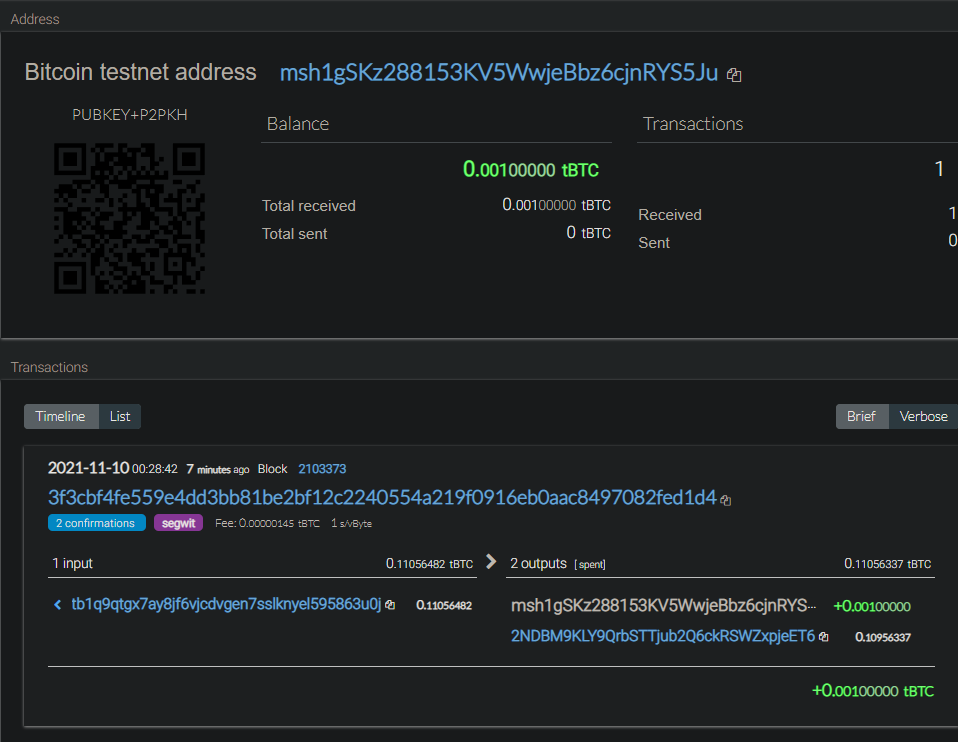 Address
Bitcoin testnet address msh1gSKz288153KV5WwjeBbz6cjnRYS5Ju
PUBKEY+P2PKH
Balance
0.00100000 tBTC
Total received 0.00100000 tBTC
Total sent 0 tBTC
Transactions
1
Received 1
Sent 0
Transactions
Timeline List Brief Verbose
2021-11-10 00:28:42 7 minutes ago Block 2103373
3f3cbf4fe559e4dd3bb81be2bf12c2240554a219f0916eb0aac8497082fed1d4
2 confirmations segwit Fee: 0.00000145 tBTC 1 s/vByte
1 input 0.11056482 tBTC
2 outputs [spent] 0.11056337 tBTC
tb1q9qtgx7ay8jf6vjcdvgen7sslknyel595863u0j 0.11056482
msh1gSKz288153KV5WwjeBbz6cjnRYS... +0.00100000
2NDBM9KLY9QrbSTTjub2Q6ckRSWZxpjeET6 0.10956337
+0.00100000 tBTC